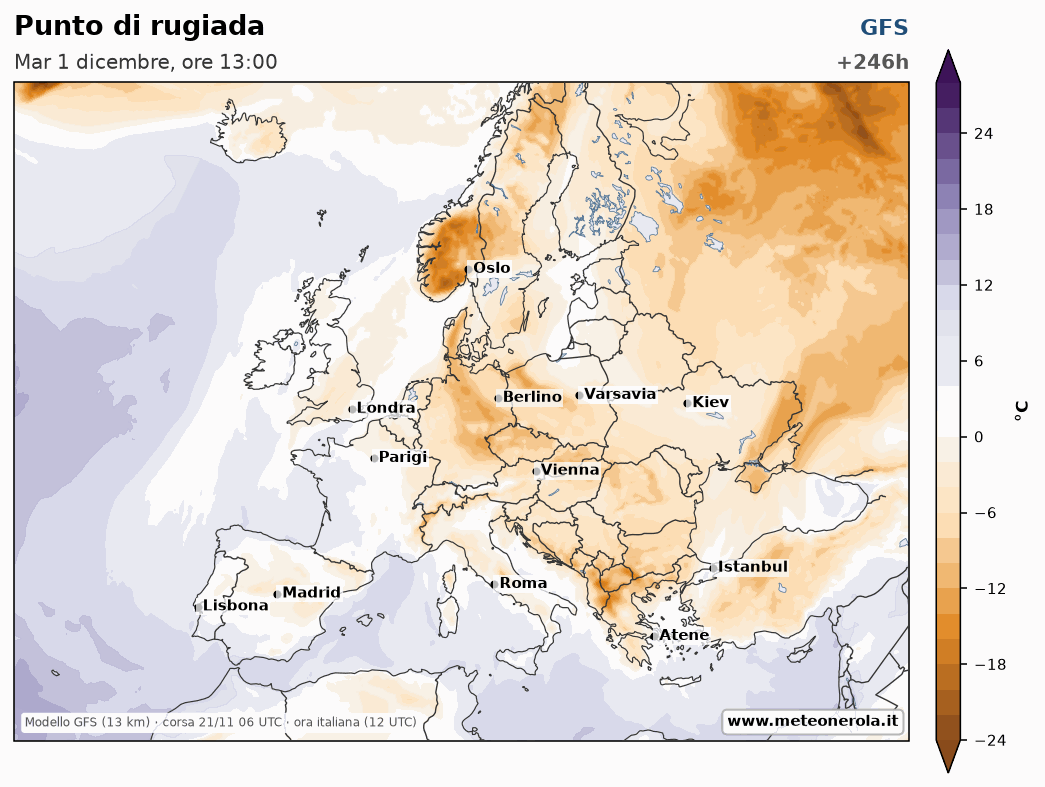 Punto di rugiada
GFS
Mar 1 dicembre, ore 13:00
+246h
24
18
12
6
0
−6
−12
−18
−24
°C
Oslo
Londra
Berlino
Varsavia
Kiev
Parigi
Vienna
Istanbul
Roma
Madrid
Lisbona
Atene
Modello GFS (13 km) · corsa 21/11 06 UTC · ora italiana (12 UTC)
www.meteonerola.it